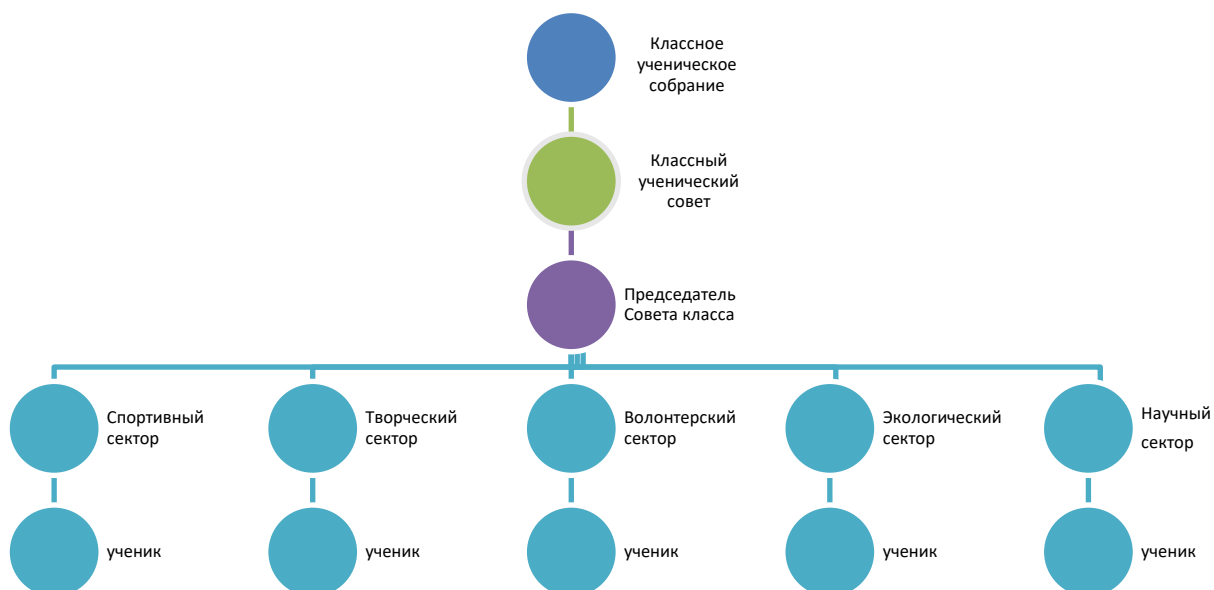 Классное
ученическое
собрание
Классный
ученический
совет
Председатель
Совета класса
Спортивный
сектор
Творческий
сектор
Волонтерский
сектор
Экологический
сектор
Научный
сектор
ученик
ученик
ученик
ученик
ученик